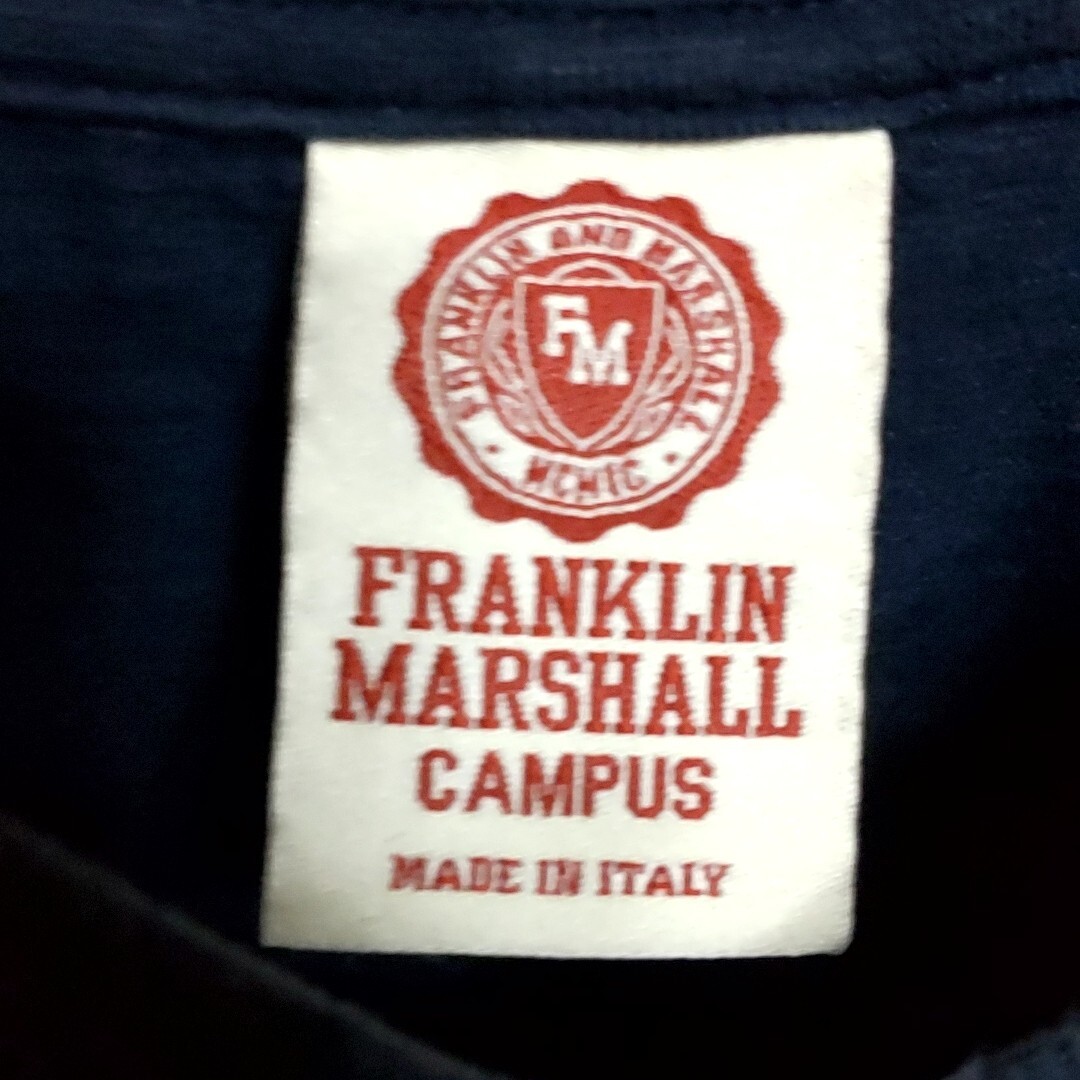 FRANKLIN AND MARSHALL
FM
FRANKLIN
MARSHALL
CAMPUS
MADE IN ITALY